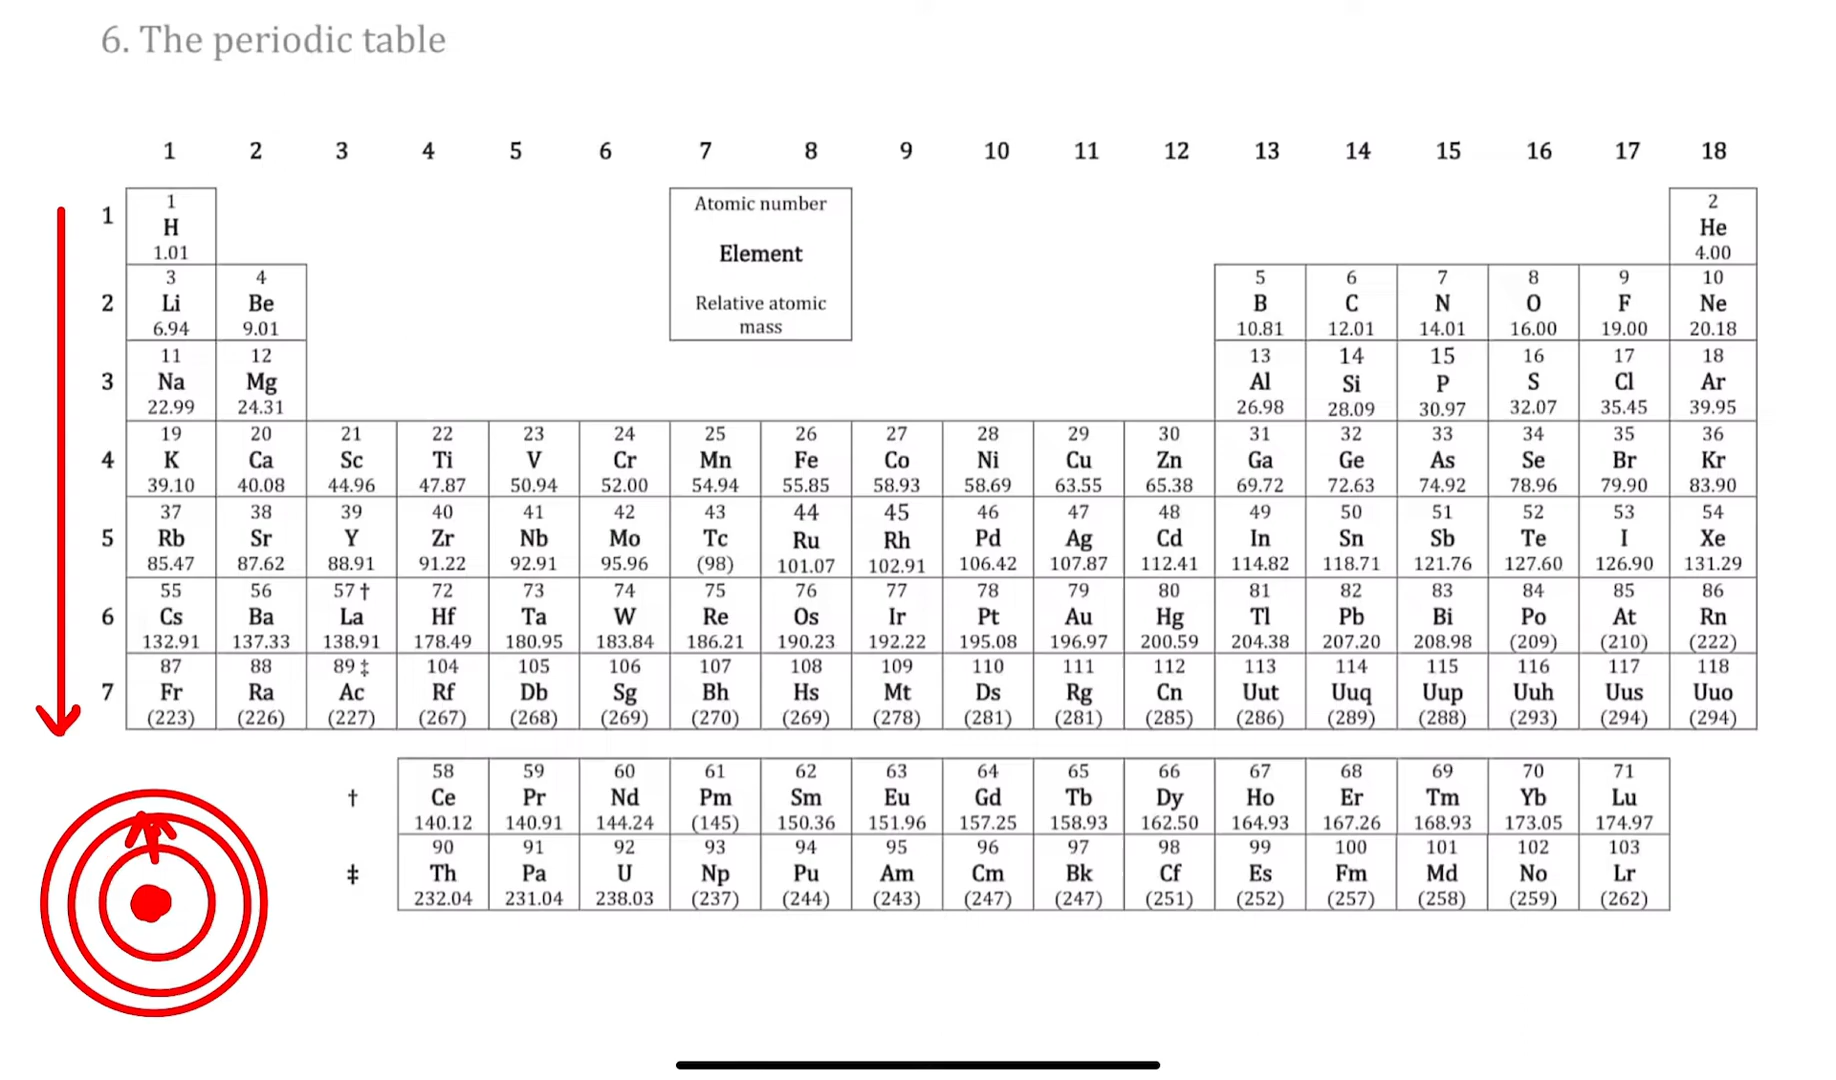 6. The periodic table
1 2 3 4 5 6 7 8 9 10 11 12 13 14 15 16 17 18
1 Atomic number 2
1 H Element He
1.01 4.00
3 4 5 6 7 8 9 10
2 Li Be Relative atomic B C N O F Ne
6.94 9.01 mass 10.81 12.01 14.01 16.00 19.00 20.18
11 12 13 14 15 16 17 18
3 Na Mg Al Si P S Cl Ar
22.99 24.31 26.98 28.09 30.97 32.07 35.45 39.95
19 20 21 22 23 24 25 26 27 28 29 30 31 32 33 34 35 36
4 K Ca Sc Ti V Cr Mn Fe Co Ni Cu Zn Ga Ge As Se Br Kr
39.10 40.08 44.96 47.87 50.94 52.00 54.94 55.85 58.93 58.69 63.55 65.38 69.72 72.63 74.92 78.96 79.90 83.90
37 38 39 40 41 42 43 44 45 46 47 48 49 50 51 52 53 54
5 Rb Sr Y Zr Nb Mo Tc Ru Rh Pd Ag Cd In Sn Sb Te I Xe
85.47 87.62 88.91 91.22 92.91 95.96 (98) 101.07 102.91 106.42 107.87 112.41 114.82 118.71 121.76 127.60 126.90 131.29
55 56 57† 72 73 74 75 76 77 78 79 80 81 82 83 84 85 86
6 Cs Ba La Hf Ta W Re Os Ir Pt Au Hg Tl Pb Bi Po At Rn
132.91 137.33 138.91 178.49 180.95 183.84 186.21 190.23 192.22 195.08 196.97 200.59 204.38 207.20 208.98 (209) (210) (222)
87 88 89‡ 104 105 106 107 108 109 110 111 112 113 114 115 116 117 118
7 Fr Ra Ac Rf Db Sg Bh Hs Mt Ds Rg Cn Uut Uuq Uup Uuh Uus Uuo
(223) (226) (227) (267) (268) (269) (270) (269) (278) (281) (281) (285) (286) (289) (288) (293) (294) (294)
58 59 60 61 62 63 64 65 66 67 68 69 70 71
† Ce Pr Nd Pm Sm Eu Gd Tb Dy Ho Er Tm Yb Lu
140.12 140.91 144.24 (145) 150.36 151.96 157.25 158.93 162.50 164.93 167.26 168.93 173.05 174.97
90 91 92 93 94 95 96 97 98 99 100 101 102 103
‡ Th Pa U Np Pu Am Cm Bk Cf Es Fm Md No Lr
232.04 231.04 238.03 (237) (244) (243) (247) (247) (251) (252) (257) (258) (259) (262)